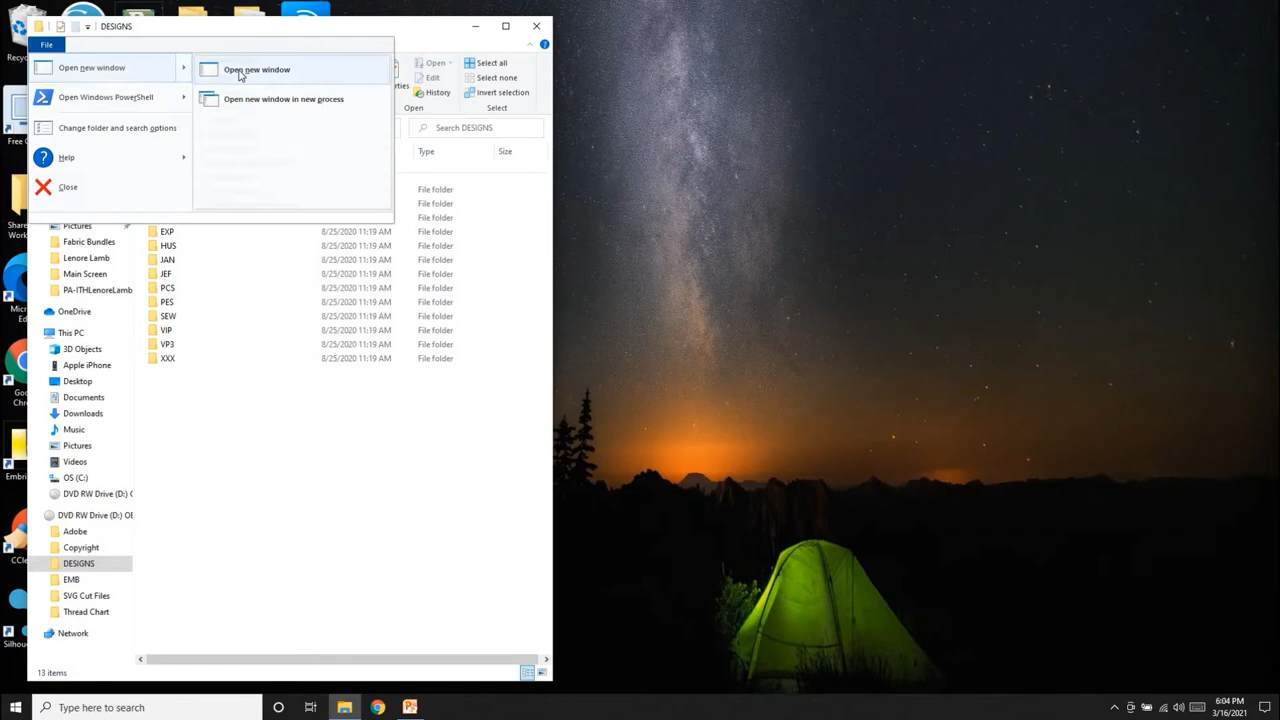 DESIGNS
File
Open new window
Open Windows PowerShell
Change folder and search options
Help
Close
Open new window
Open new window in new process
Open
Edit
History
Open
Select all
Select none
Invert selection
Select
Search DESIGNS
Type Size
File folder
File folder
File folder
EXP 8/25/2020 11:19 AM File folder
HUS 8/25/2020 11:19 AM File folder
JAN 8/25/2020 11:19 AM File folder
JEF 8/25/2020 11:19 AM File folder
PCS 8/25/2020 11:19 AM File folder
PES 8/25/2020 11:19 AM File folder
SEW 8/25/2020 11:19 AM File folder
VIP 8/25/2020 11:19 AM File folder
VP3 8/25/2020 11:19 AM File folder
XXX 8/25/2020 11:19 AM File folder
Pictures
Fabric Bundles
Lenore Lamb
Main Screen
PA-ITHLenoreLamb
OneDrive
This PC
3D Objects
Apple iPhone
Desktop
Documents
Downloads
Music
Pictures
Videos
OS (C:)
DVD RW Drive (D:)
DVD RW Drive (D:)
Adobe
Copyright
DESIGNS
EMB
SVG Cut Files
Thread Chart
Network
13 items
Type here to search
6:04 PM
3/16/2021